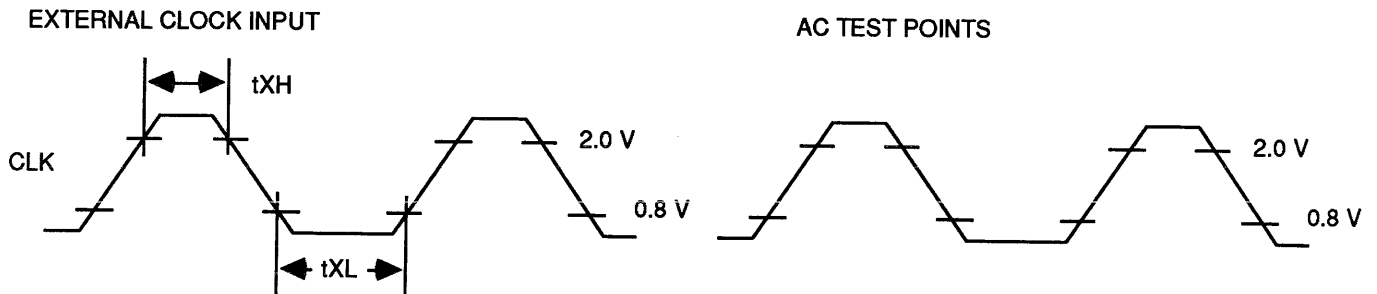 EXTERNAL CLOCK INPUT
AC TEST POINTS
tXH
CLK
2.0 V
0.8 V
tXL
2.0 V
0.8 V